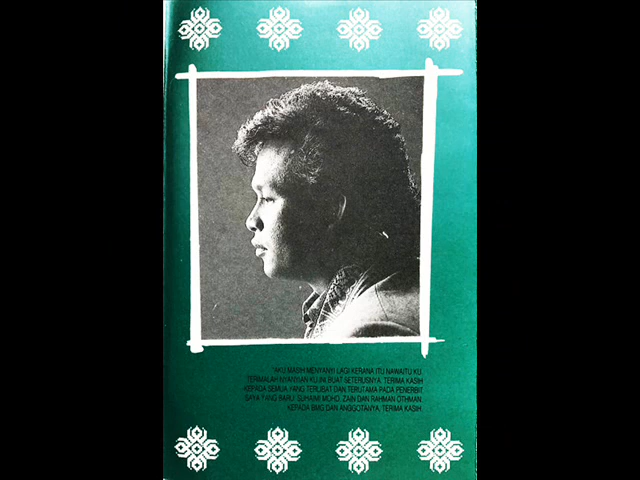 "AKU MASIH MENYANYI LAGI KERANA ITU NAWAITU KU.
TERIMALAH NYANYIAN KU INI BUAT SETERUSNYA. TERIMA KASIH
KEPADA SEMUA YANG TERLIBAT DAN TERUTAMA PADA PENERBIT
SAYA YANG BARU, SUHAIMI MOHD. ZAIN DAN RAHMAN OTHMAN.
KEPADA BMG DAN ANGGOTANYA, TERIMA KASIH.